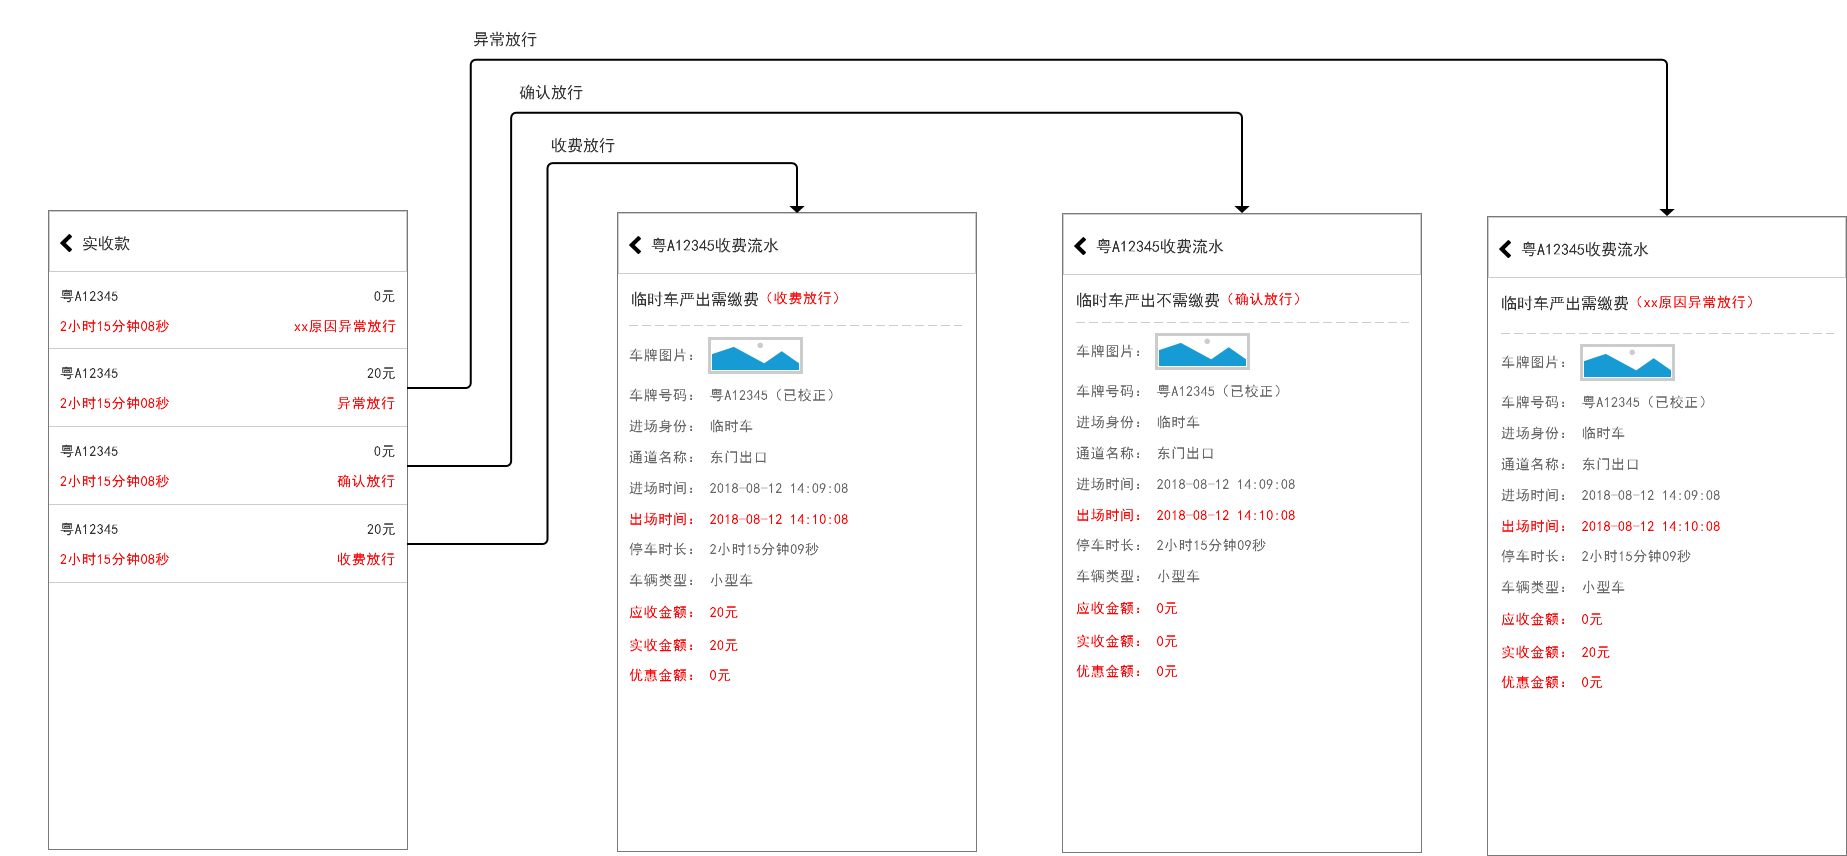 异常放行
确认放行
收费放行
实收款
粤A12345 0元
2小时15分钟08秒 xx原因异常放行
粤A12345 20元
2小时15分钟08秒 异常放行
粤A12345 0元
2小时15分钟08秒 确认放行
粤A12345 20元
2小时15分钟08秒 收费放行
粤A12345收费流水
临时车严出需缴费（收费放行）
车牌图片：
车牌号码： 粤A12345（已校正）
进场身份： 临时车
通道名称： 东门出口
进场时间： 2018-08-12 14:09:08
出场时间： 2018-08-12 14:10:08
停车时长： 2小时15分钟09秒
车辆类型： 小型车
应收金额： 20元
实收金额： 20元
优惠金额： 0元
粤A12345收费流水
临时车严出不需缴费（确认放行）
车牌图片：
车牌号码： 粤A12345（已校正）
进场身份： 临时车
通道名称： 东门出口
进场时间： 2018-08-12 14:09:08
出场时间： 2018-08-12 14:10:08
停车时长： 2小时15分钟09秒
车辆类型： 小型车
应收金额： 0元
实收金额： 0元
优惠金额： 0元
粤A12345收费流水
临时车严出需缴费（xx原因异常放行）
车牌图片：
车牌号码： 粤A12345（已校正）
进场身份： 临时车
通道名称： 东门出口
进场时间： 2018-08-12 14:09:08
出场时间： 2018-08-12 14:10:08
停车时长： 2小时15分钟09秒
车辆类型： 小型车
应收金额： 0元
实收金额： 20元
优惠金额： 0元